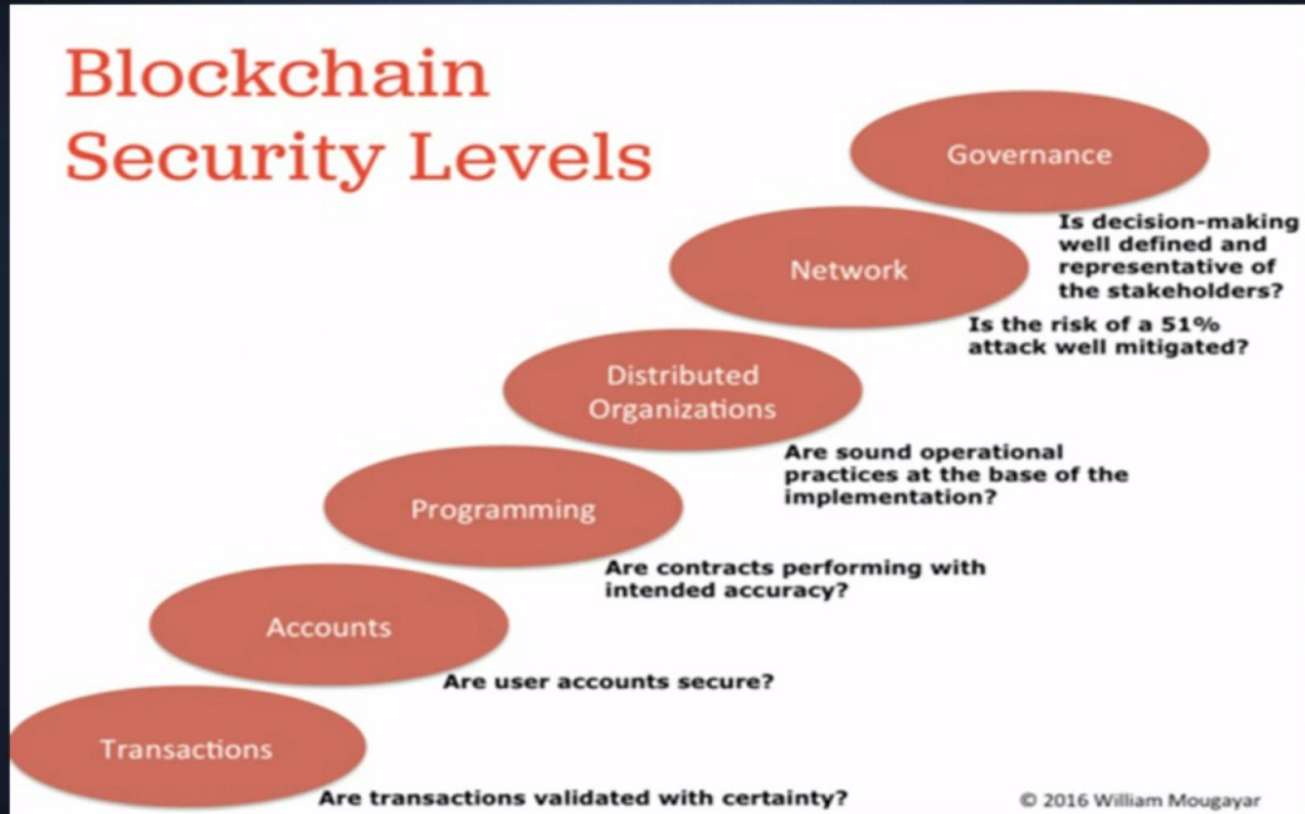 Blockchain
Security Levels
Governance
Is decision-making
well defined and
representative of
the stakeholders?
Network
Is the risk of a 51%
attack well mitigated?
Distributed
Organizations
Are sound operational
practices at the base of the
implementation?
Programming
Are contracts performing with
intended accuracy?
Accounts
Are user accounts secure?
Transactions
Are transactions validated with certainty?
© 2016 William Mougayar